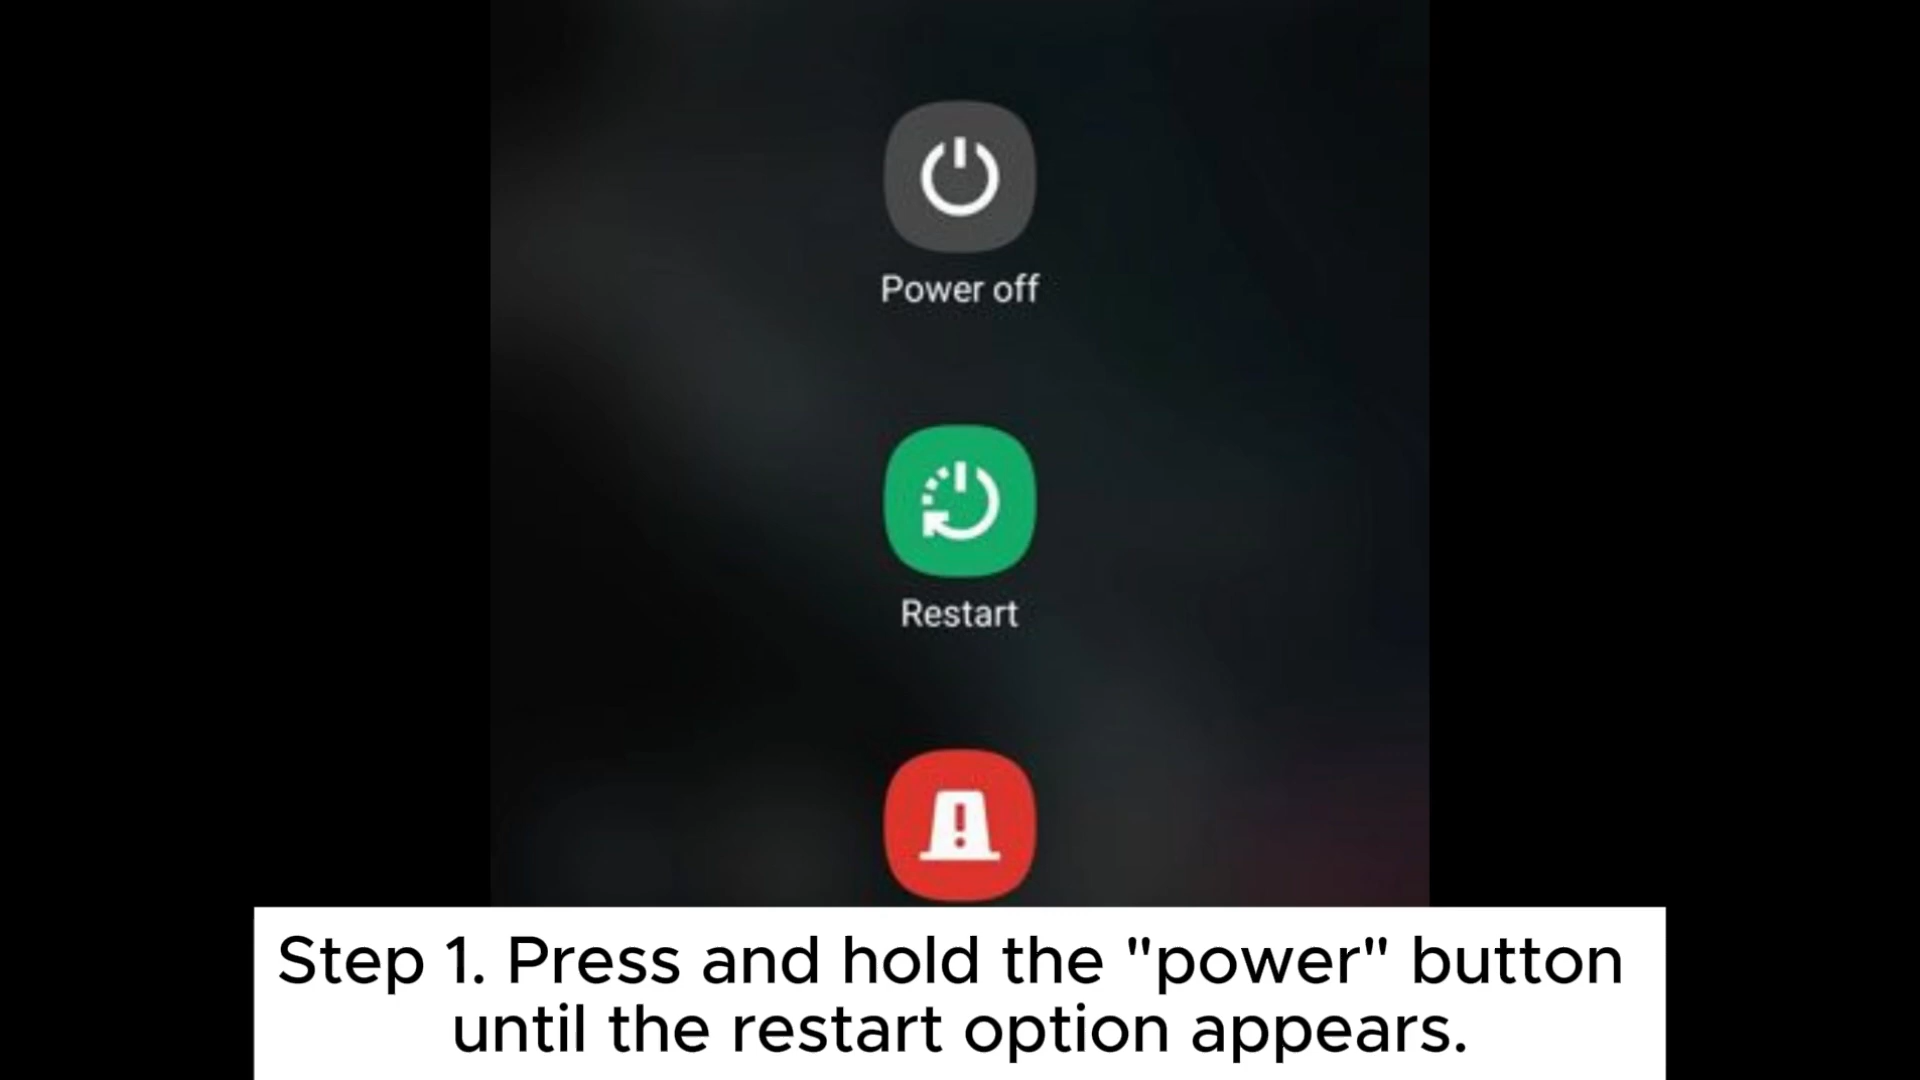 Power off
Restart
Step 1. Press and hold the "power" button
until the restart option appears.